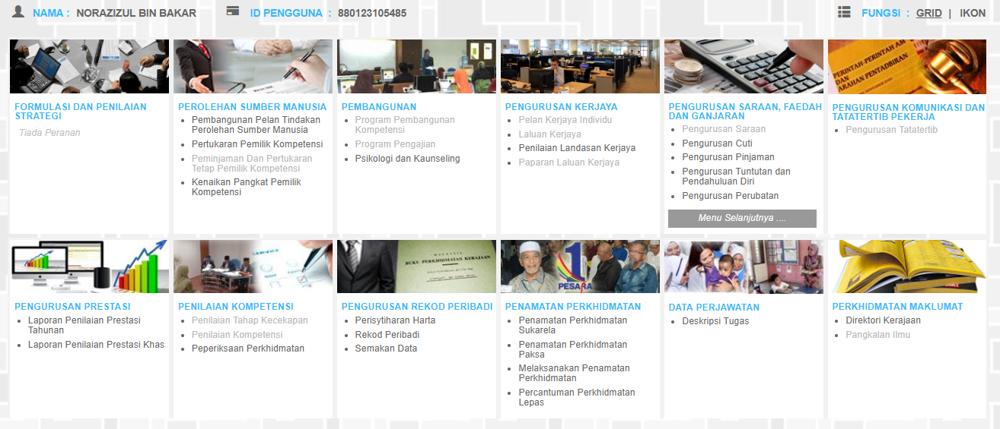 NAMA : NORAZIZUL BIN BAKAR ID PENGGUNA : 880123105485 FUNGSI : GRID | IKON
FORMULASI DAN PENILAIAN
STRATEGI
Tiada Peranan
PEROLEHAN SUMBER MANUSIA
Pembangunan Pelan Tindakan
Perolehan Sumber Manusia
Pertukaran Pemilik Kompetensi
Peminjaman Dan Pertukaran
Tetap Pemilik Kompetensi
Kenaikan Pangkat Pemilik
Kompetensi
PEMBANGUNAN
Program Pembangunan
Kompetensi
Program Pengajian
Psikologi dan Kaunseling
PENGURUSAN KERJAYA
Pelan Kerjaya Individu
Laluan Kerjaya
Penilaian Landasan Kerjaya
Paparan Laluan Kerjaya
PENGURUSAN SARAAN, FAEDAH
DAN GANJARAN
Pengurusan Saraan
Pengurusan Cuti
Pengurusan Pinjaman
Pengurusan Tuntutan dan
Pendahuluan Diri
Pengurusan Perubatan
Menu Selanjutnya ....
PERINTAH-PERINTAH AM
DAN
ARAHAN PENTADBIRAN
PENGURUSAN KOMUNIKASI DAN
TATATERTIB PEKERJA
Pengurusan Tatatertib
PENGURUSAN PRESTASI
Laporan Penilaian Prestasi
Tahunan
Laporan Penilaian Prestasi Khas
PENILAIAN KOMPETENSI
Penilaian Tahap Kecekapan
Penilaian Kompetensi
Peperiksaan Perkhidmatan
MALAYSIA
BUKU PERKHIDMATAN KERAJAAN
PENGURUSAN REKOD PERIBADI
Perisytiharan Harta
Rekod Peribadi
Semakan Data
1
PESARA
PENAMATAN PERKHIDMATAN
Penamatan Perkhidmatan
Sukarela
Penamatan Perkhidmatan
Paksa
Melaksanakan Penamatan
Perkhidmatan
Percantuman Perkhidmatan
Lepas
DATA PERJAWATAN
Deskripsi Tugas
PERKHIDMATAN MAKLUMAT
Direktori Kerajaan
Pangkalan Ilmu